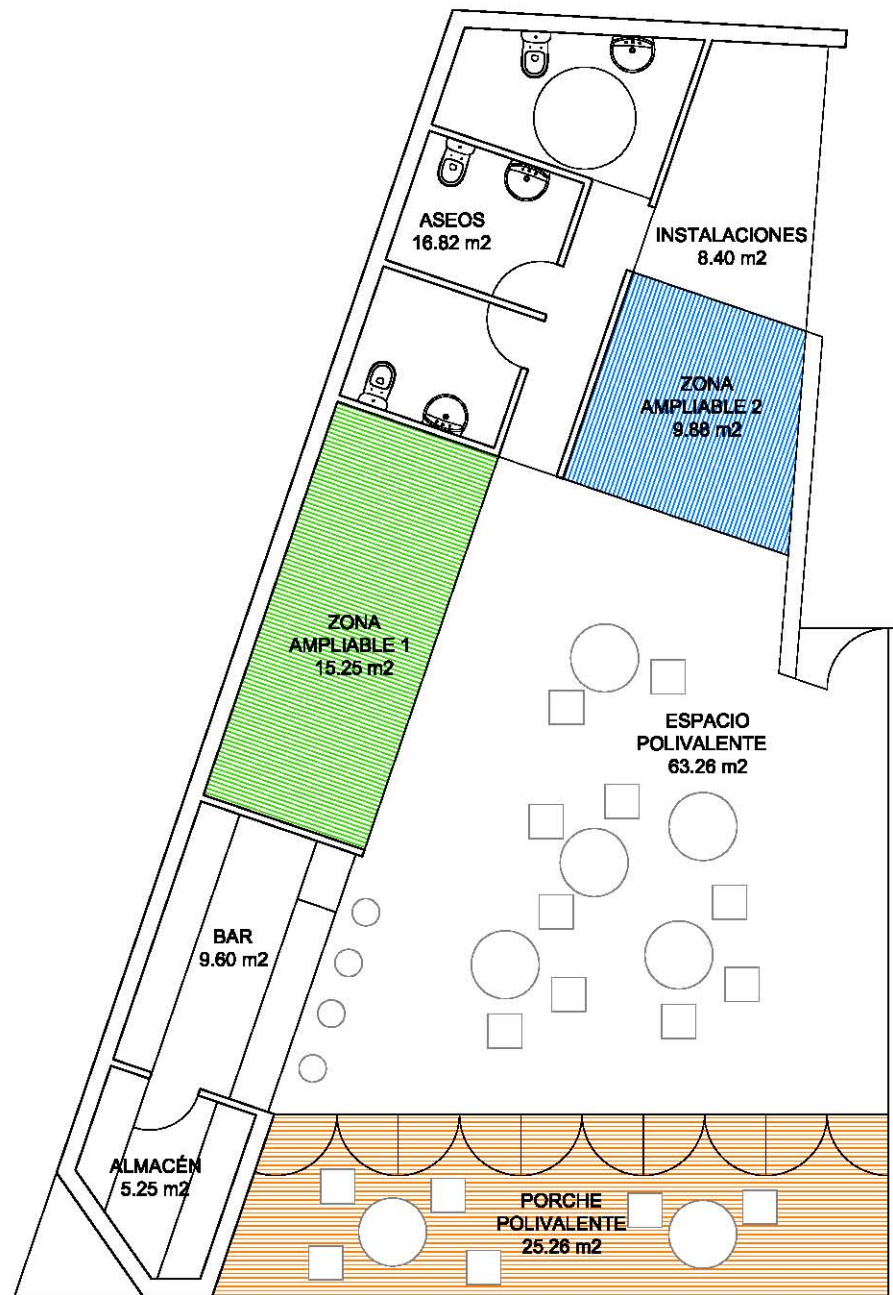 ASEOS
16.82 m2
INSTALACIONES
8.40 m2
ZONA
AMPLIABLE 2
9.88 m2
ZONA
AMPLIABLE 1
15.25 m2
ESPACIO
POLIVALENTE
63.26 m2
BAR
9.60 m2
ALMACÉN
5.25 m2
PORCHE
POLIVALENTE
25.26 m2